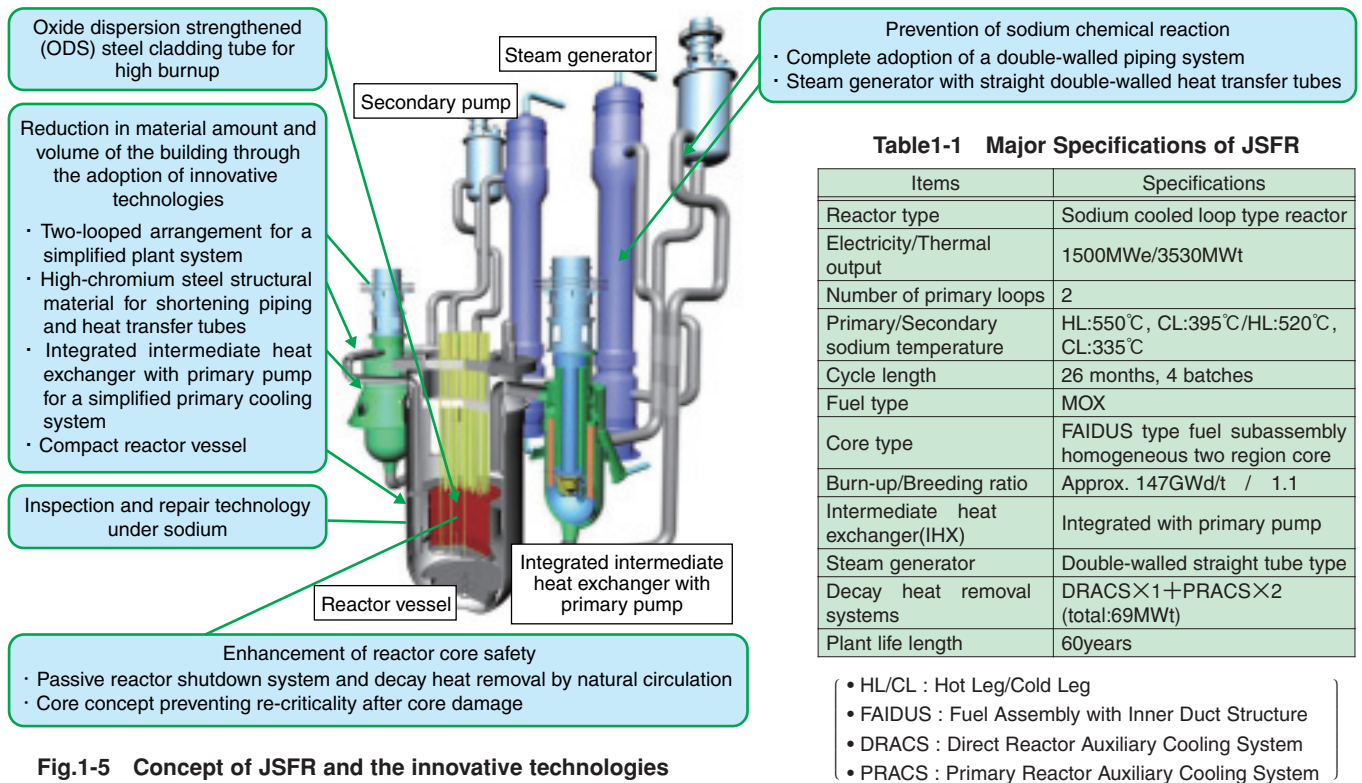 Oxide dispersion strengthened
(ODS) steel cladding tube for
high burnup
Reduction in material amount and
volume of the building through
the adoption of innovative
technologies
・Two-looped arrangement for a
simplified plant system
・High-chromium steel structural
material for shortening piping
and heat transfer tubes
・Integrated intermediate heat
exchanger with primary pump
for a simplified primary cooling
system
・Compact reactor vessel
Inspection and repair technology
under sodium
Steam generator
Secondary pump
Reactor vessel
Integrated intermediate
heat exchanger with
primary pump
Enhancement of reactor core safety
・Passive reactor shutdown system and decay heat removal by natural circulation
・Core concept preventing re-criticality after core damage
Fig.1-5 Concept of JSFR and the innovative technologies
Prevention of sodium chemical reaction
・Complete adoption of a double-walled piping system
・Steam generator with straight double-walled heat transfer tubes
Table1-1 Major Specifications of JSFR
Items Specifications
Reactor type Sodium cooled loop type reactor
Electricity/Thermal
output 1500MWe/3530MWt
Number of primary loops 2
Primary/Secondary HL:550℃, CL:395℃/HL:520℃,
sodium temperature CL:335℃
Cycle length 26 months, 4 batches
Fuel type MOX
Core type FAIDUS type fuel subassembly
homogeneous two region core
Burn-up/Breeding ratio Approx. 147GWd/t / 1.1
Intermediate heat
exchanger(IHX) Integrated with primary pump
Steam generator Double-walled straight tube type
Decay heat removal DRACS×1+PRACS×2
systems (total:69MWt)
Plant life length 60years
• HL/CL : Hot Leg/Cold Leg
• FAIDUS : Fuel Assembly with Inner Duct Structure
• DRACS : Direct Reactor Auxiliary Cooling System
• PRACS : Primary Reactor Auxiliary Cooling System